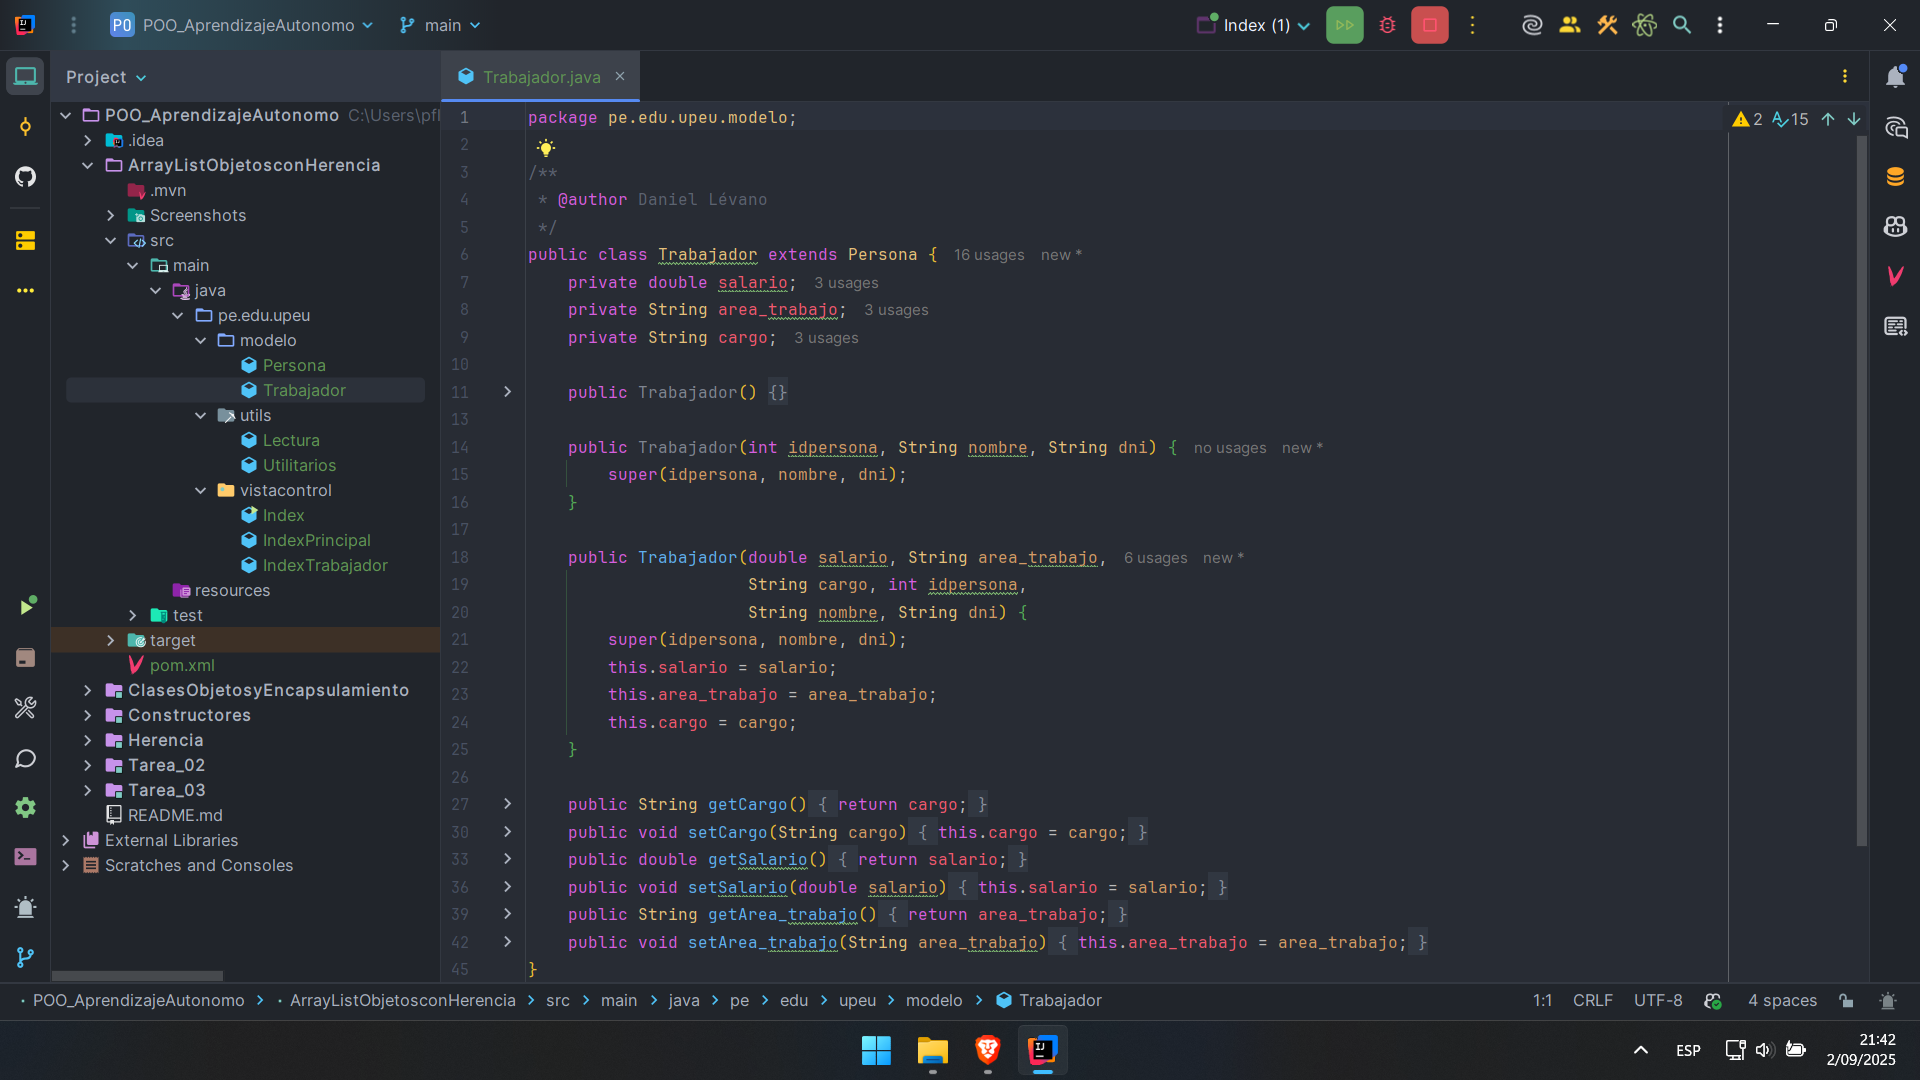 PO POO_AprendizajeAutonomo main Index (1)
Project
Trabajador.java
POO_AprendizajeAutonomo C:\Users\pf
.idea
ArrayListObjetosconHerencia
.mvn
Screenshots
src
main
java
pe.edu.upeu
modelo
Persona
Trabajador
utils
Lectura
Utilitarios
vistacontrol
Index
IndexPrincipal
IndexTrabajador
resources
test
target
pom.xml
ClasesObjetosyEncapsulamiento
Constructores
Herencia
Tarea_02
Tarea_03
README.md
External Libraries
Scratches and Consoles
2 15
1 package pe.edu.upeu.modelo;
2
3 /**
4 * @author Daniel Lévano
5 */
6 public class Trabajador extends Persona { 16 usages new *
7 private double salario; 3 usages
8 private String area_trabajo; 3 usages
9 private String cargo; 3 usages
10
11 public Trabajador() {}
13
14 public Trabajador(int idpersona, String nombre, String dni) { no usages new *
15 super(idpersona, nombre, dni);
16 }
17
18 public Trabajador(double salario, String area_trabajo, 6 usages new *
19 String cargo, int idpersona,
20 String nombre, String dni) {
21 super(idpersona, nombre, dni);
22 this.salario = salario;
23 this.area_trabajo = area_trabajo;
24 this.cargo = cargo;
25 }
26
27 public String getCargo() { return cargo; }
30 public void setCargo(String cargo) { this.cargo = cargo; }
33 public double getSalario() { return salario; }
36 public void setSalario(double salario) { this.salario = salario; }
39 public String getArea_trabajo() { return area_trabajo; }
42 public void setArea_trabajo(String area_trabajo) { this.area_trabajo = area_trabajo; }
45 }
POO_AprendizajeAutonomo > ArrayListObjetosconHerencia > src > main > java > pe > edu > upeu > modelo > Trabajador 1:1 CRLF UTF-8 4 spaces
ESP
21:42
2/09/2025